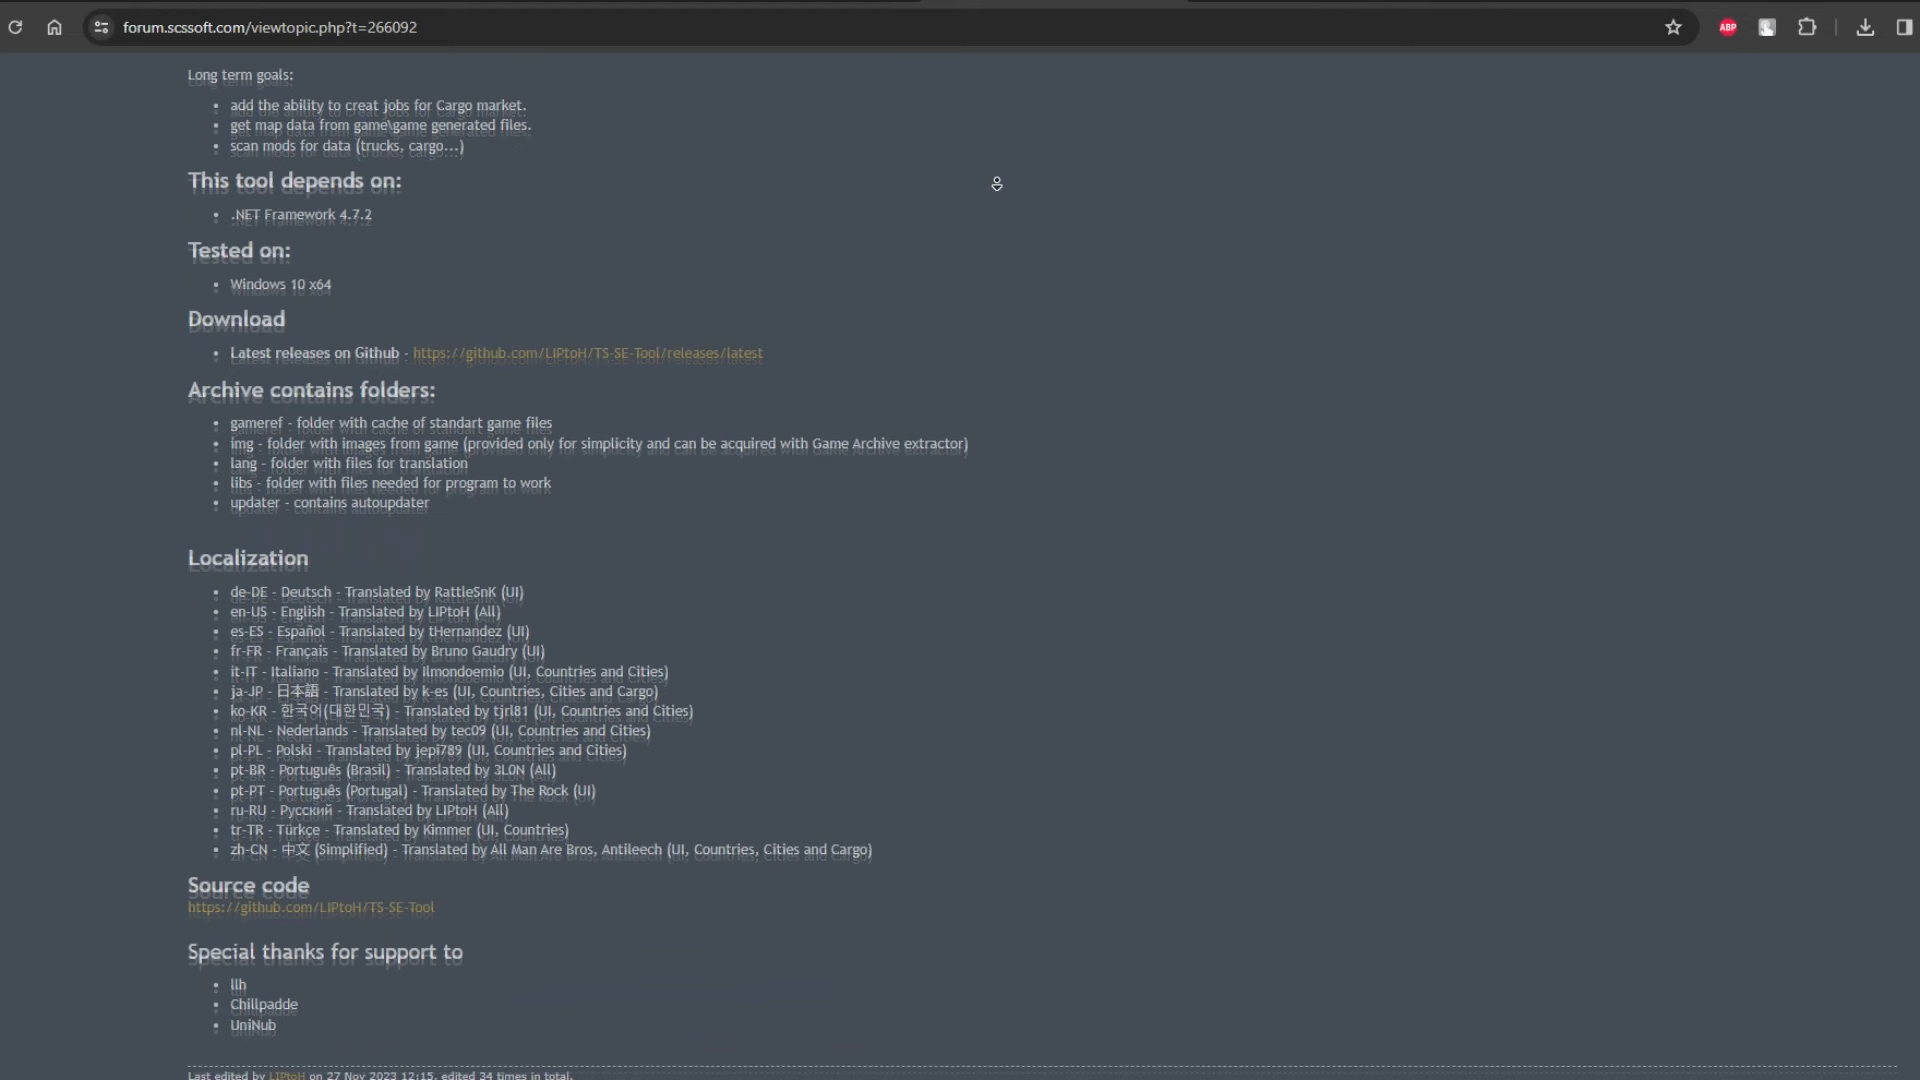 forum.scssoft.com/viewtopic.php?t=266092
ABP
Long term goals:
add the ability to creat jobs for Cargo market.
get map data from game\game generated files.
scan mods for data (trucks, cargo...)
This tool depends on:
.NET Framework 4.7.2
Tested on:
Windows 10 x64
Download
Latest releases on Github - https://github.com/LIPtoH/TS-SE-Tool/releases/latest
Archive contains folders:
gameref - folder with cache of standart game files
img - folder with images from game (provided only for simplicity and can be acquired with Game Archive extractor)
lang - folder with files for translation
libs - folder with files needed for program to work
updater - contains autoupdater
Localization
de-DE - Deutsch - Translated by RattleSnK (UI)
en-US - English - Translated by LIPtoH (All)
es-ES - Español - Translated by tHernandez (UI)
fr-FR - Français - Translated by Bruno Gaudry (UI)
it-IT - Italiano - Translated by Ilmondoemio (UI, Countries and Cities)
ja-JP - 日本語 - Translated by k-es (UI, Countries, Cities and Cargo)
ko-KR - 한국어(대한민국) - Translated by tjrl81 (UI, Countries and Cities)
nl-NL - Nederlands - Translated by tec09 (UI, Countries and Cities)
pl-PL - Polski - Translated by jepi789 (UI, Countries and Cities)
pt-BR - Português (Brasil) - Translated by 3L0N (All)
pt-PT - Português (Portugal) - Translated by The Rock (UI)
ru-RU - Русский - Translated by LIPtoH (All)
tr-TR - Türkçe - Translated by Kimmer (UI, Countries)
zh-CN - 中文 (Simplified) - Translated by All Man Are Bros, Antileech (UI, Countries, Cities and Cargo)
Source code
https://github.com/LIPtoH/TS-SE-Tool
Special thanks for support to
llh
Chillpadde
UniNub
Last edited by LIPtoH on 27 Nov 2023 12:15, edited 34 times in total.